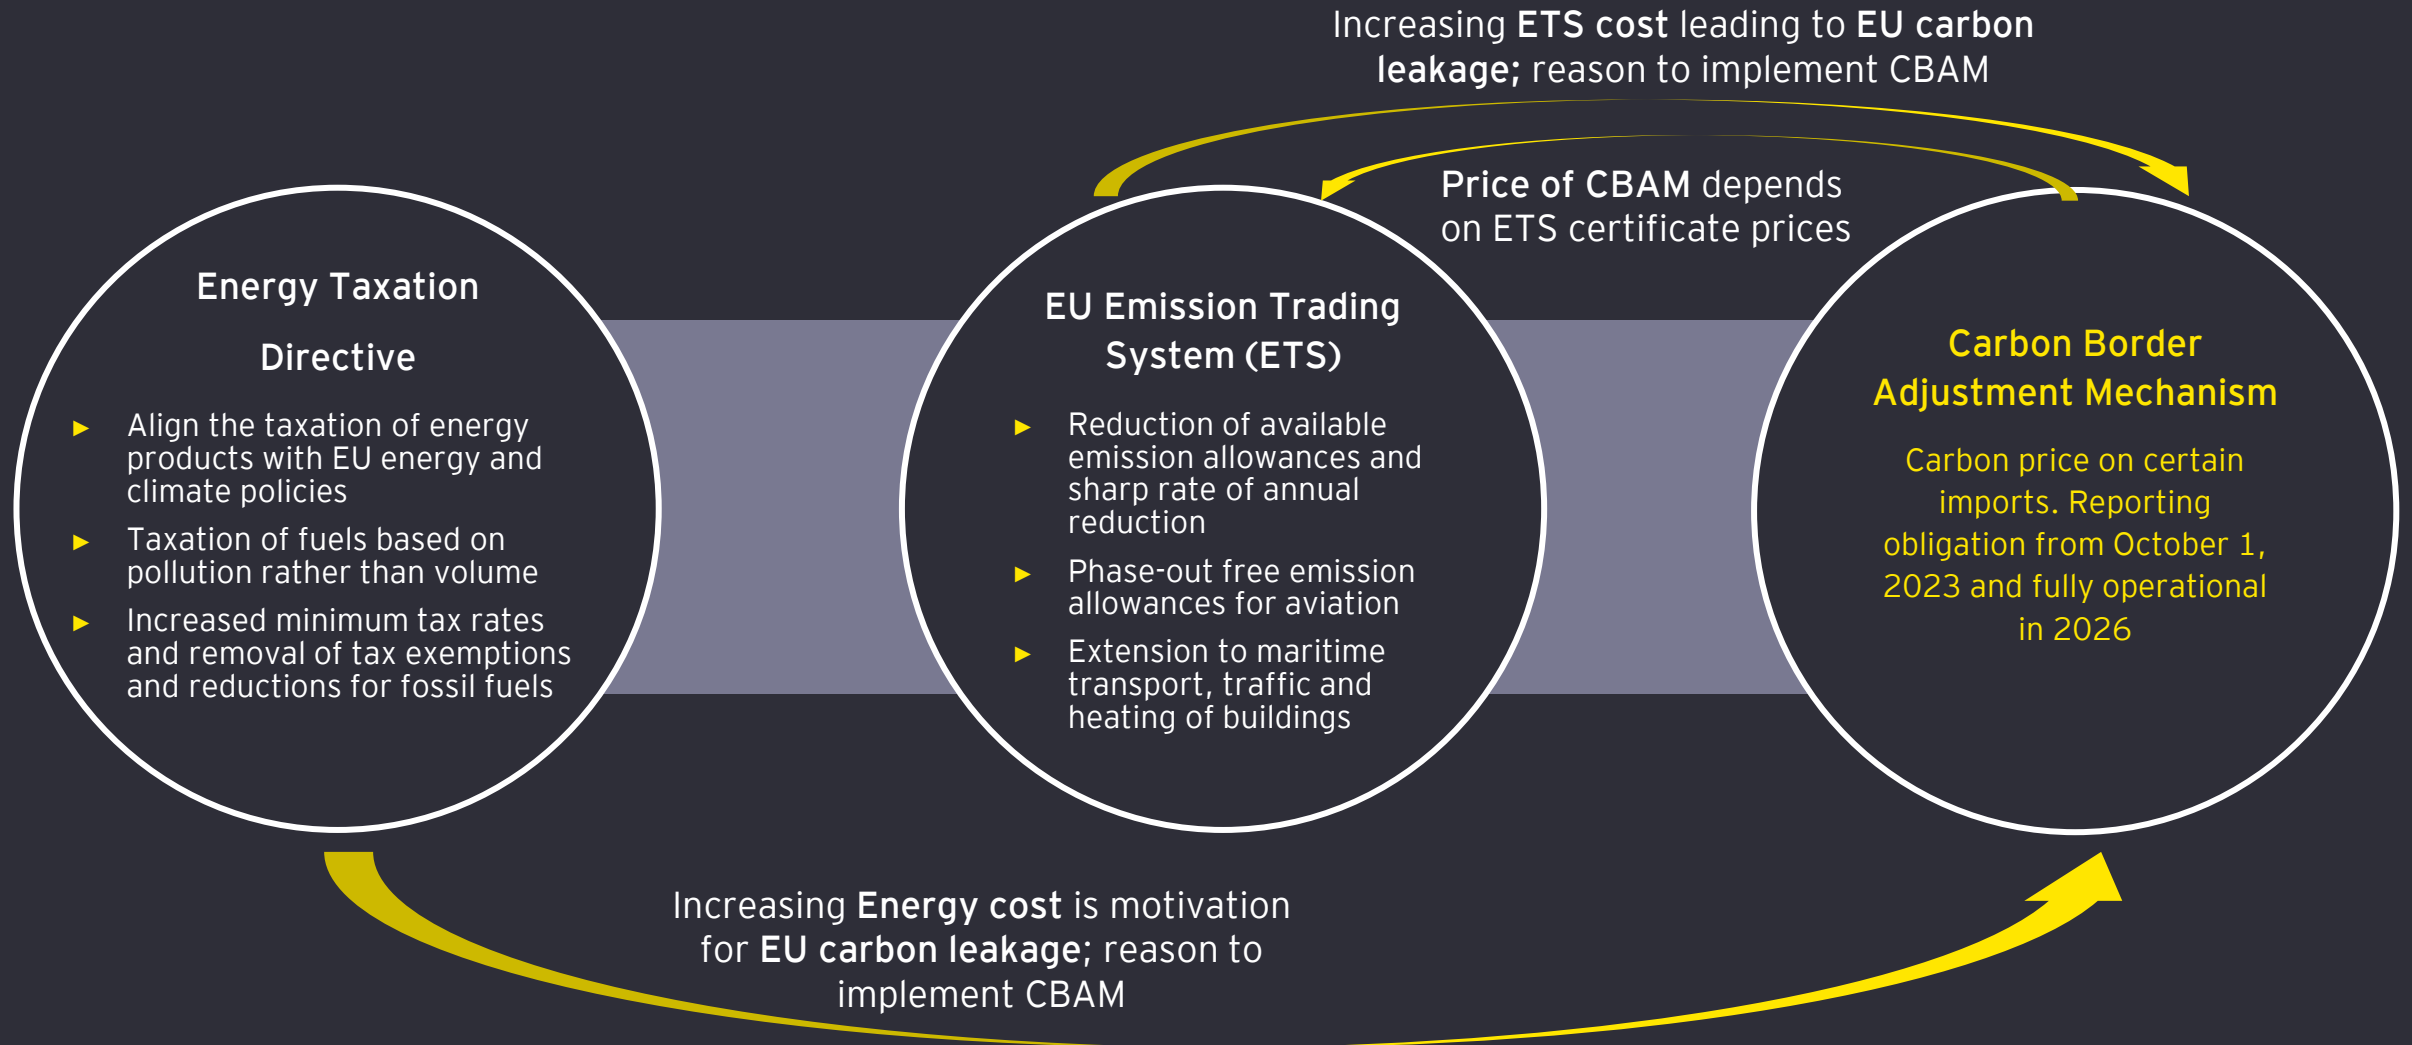 Increasing ETS cost leading to EU carbon
leakage; reason to implement CBAM
Price of CBAM depends
on ETS certificate prices
Energy Taxation
Directive
► Align the taxation of energy
products with EU energy and
climate policies
► Taxation of fuels based on
pollution rather than volume
► Increased minimum tax rates
and removal of tax exemptions
and reductions for fossil fuels
EU Emission Trading
System (ETS)
► Reduction of available
emission allowances and
sharp rate of annual
reduction
► Phase-out free emission
allowances for aviation
► Extension to maritime
transport, traffic and
heating of buildings
Carbon Border
Adjustment Mechanism
Carbon price on certain
imports. Reporting
obligation from October 1,
2023 and fully operational
in 2026
Increasing Energy cost is motivation
for EU carbon leakage; reason to
implement CBAM